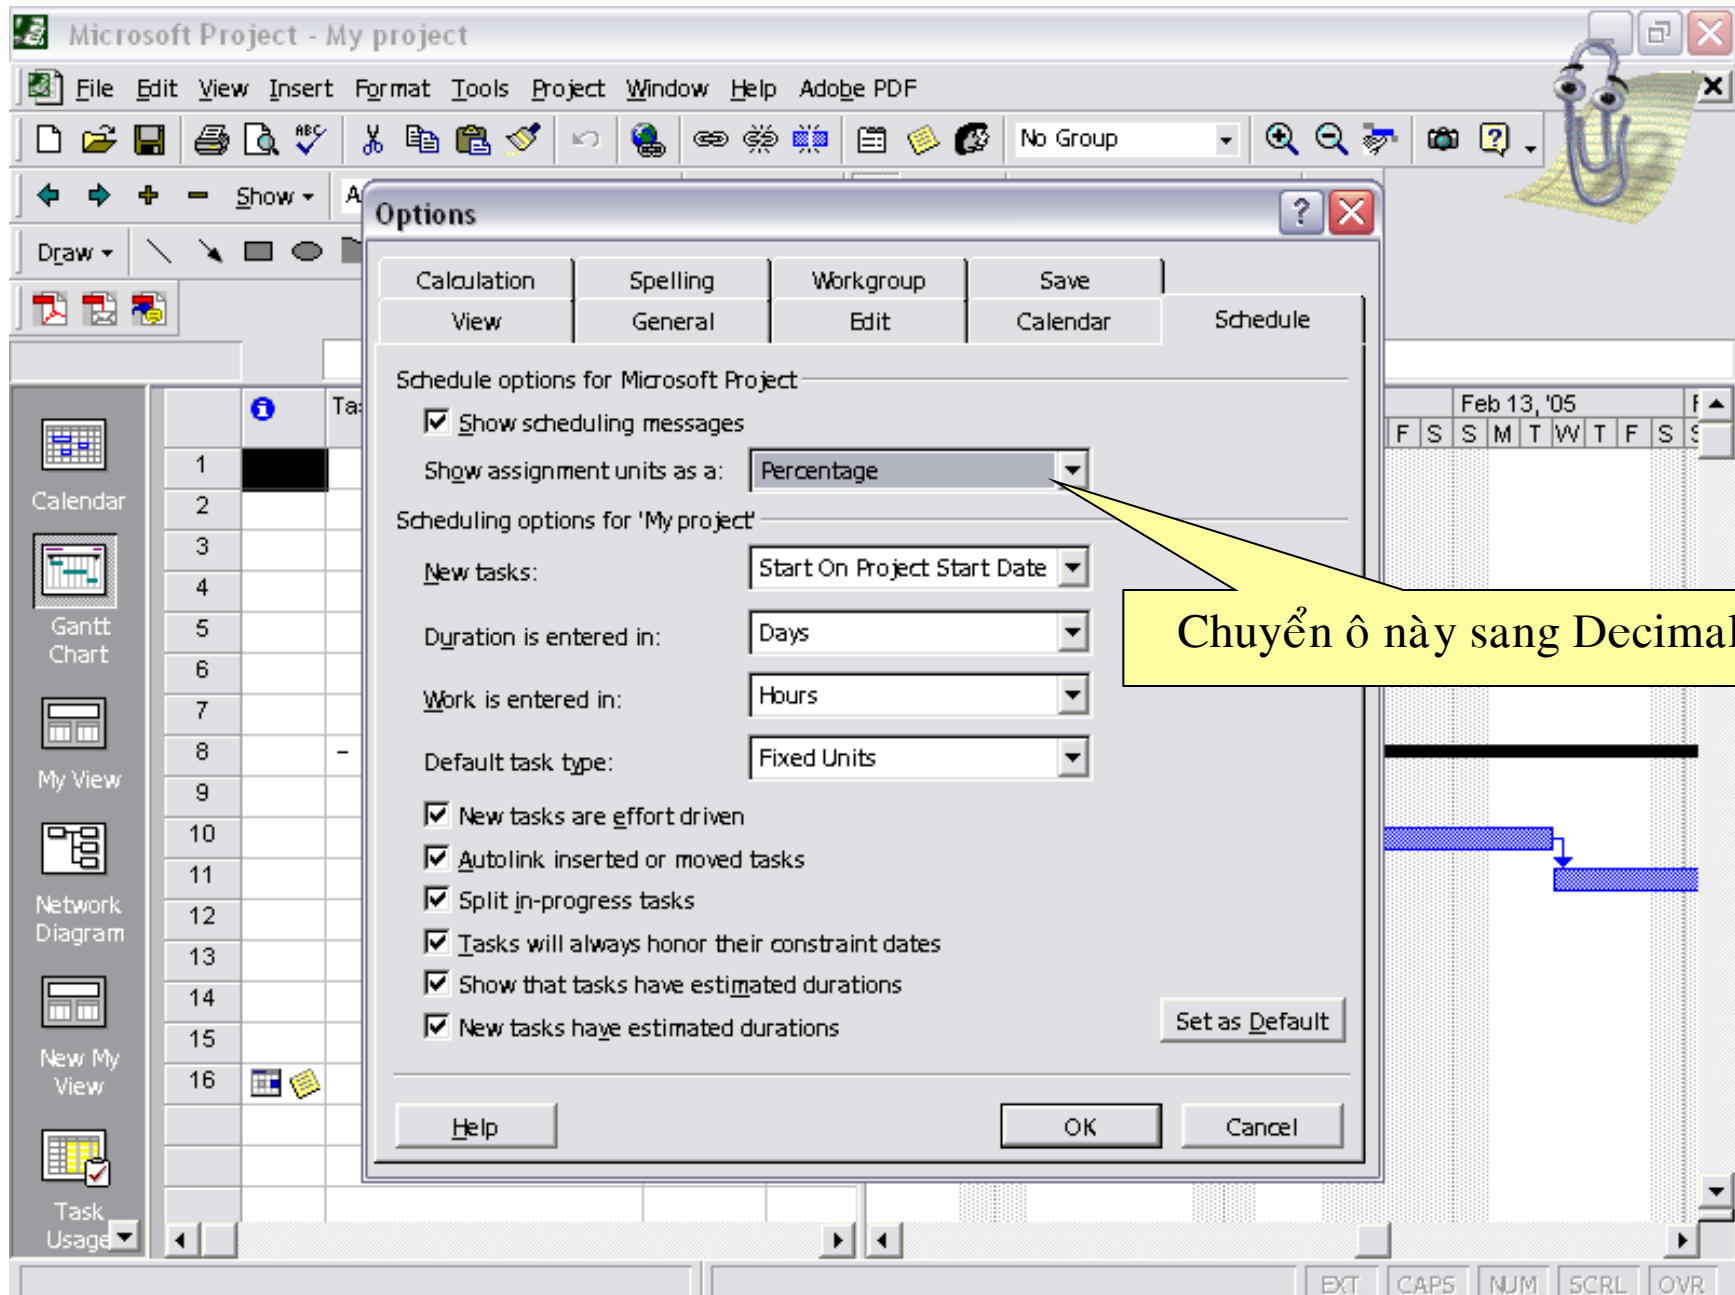 Microsoft Project - My project
File Edit View Insert Format Tools Project Window Help Adobe PDF
ABC No Group
Show
Options
Draw
Calculation Spelling Workgroup Save
View General Edit Calendar Schedule
Schedule options for Microsoft Project
Show scheduling messages
Show assignment units as a: Percentage
Scheduling options for 'My project'
New tasks: Start On Project Start Date
Duration is entered in: Days
Work is entered in: Hours
Default task type: Fixed Units
New tasks are effort driven
Autolink inserted or moved tasks
Split in-progress tasks
Tasks will always honor their constraint dates
Show that tasks have estimated durations
New tasks have estimated durations
Set as Default
Help OK Cancel
Chuyển ô này sang Decimal
Feb 13, '05
F S S M T W T F S
Calendar
Gantt
Chart
My View
Network
Diagram
New My
View
Task
Usage
1
2
3
4
5
6
7
8
9
10
11
12
13
14
15
16
EXT CAPS NUM SCRL OVR